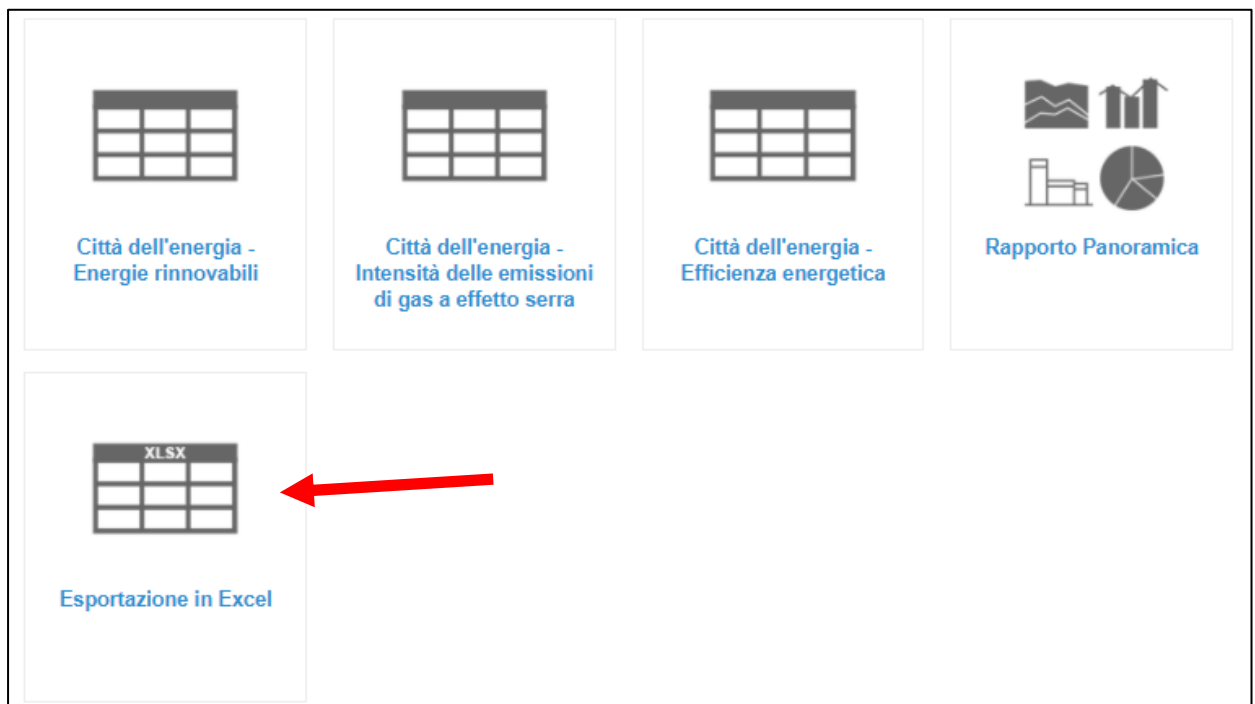 Città dell'energia -
Energie rinnovabili
Città dell'energia -
Intensità delle emissioni
di gas a effetto serra
Città dell'energia -
Efficienza energetica
Rapporto Panoramica
XLSX
Esportazione in Excel